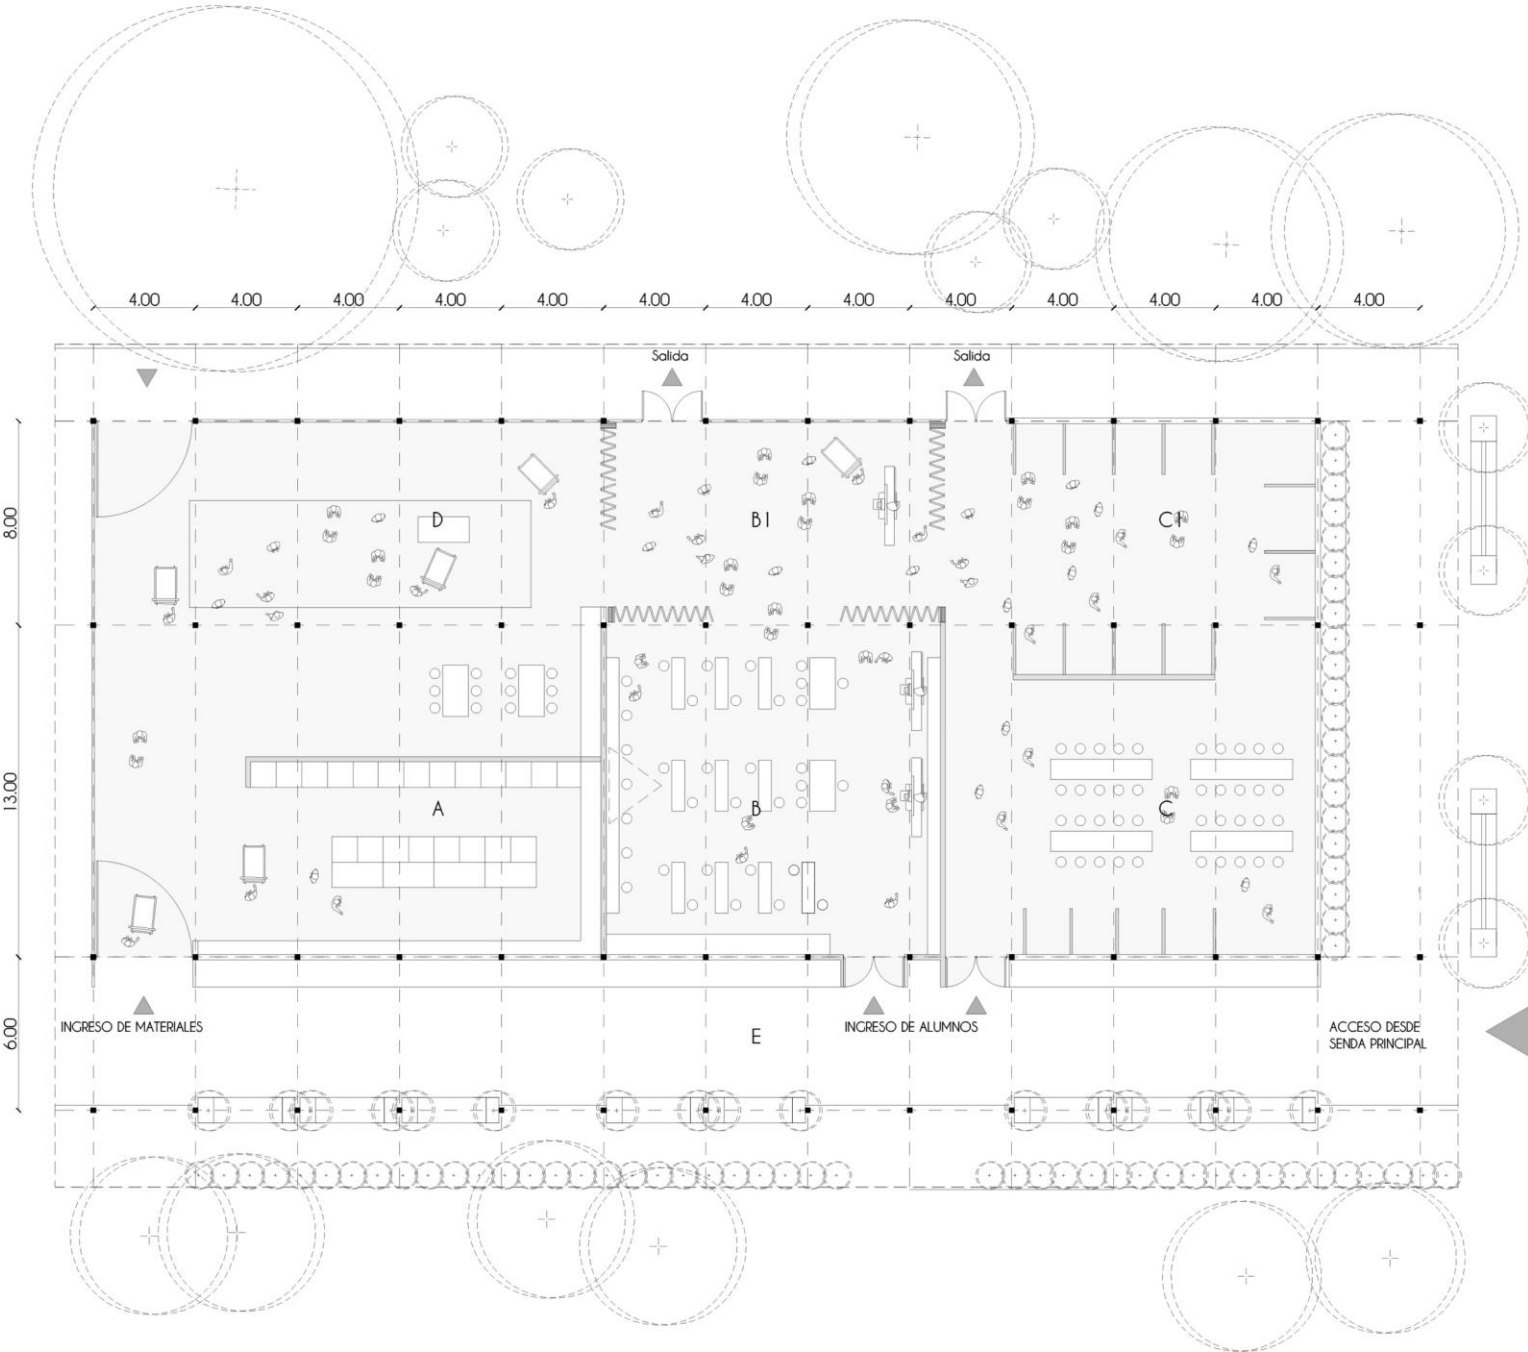 4.00 4.00 4.00 4.00 4.00 4.00 4.00 4.00 4.00 4.00 4.00 4.00 4.00
Salida Salida
8.00
D B1 C1
13.00
A B C
INGRESO DE MATERIALES INGRESO DE ALUMNOS ACCESO DESDE
SENDA PRINCIPAL
6.00
E